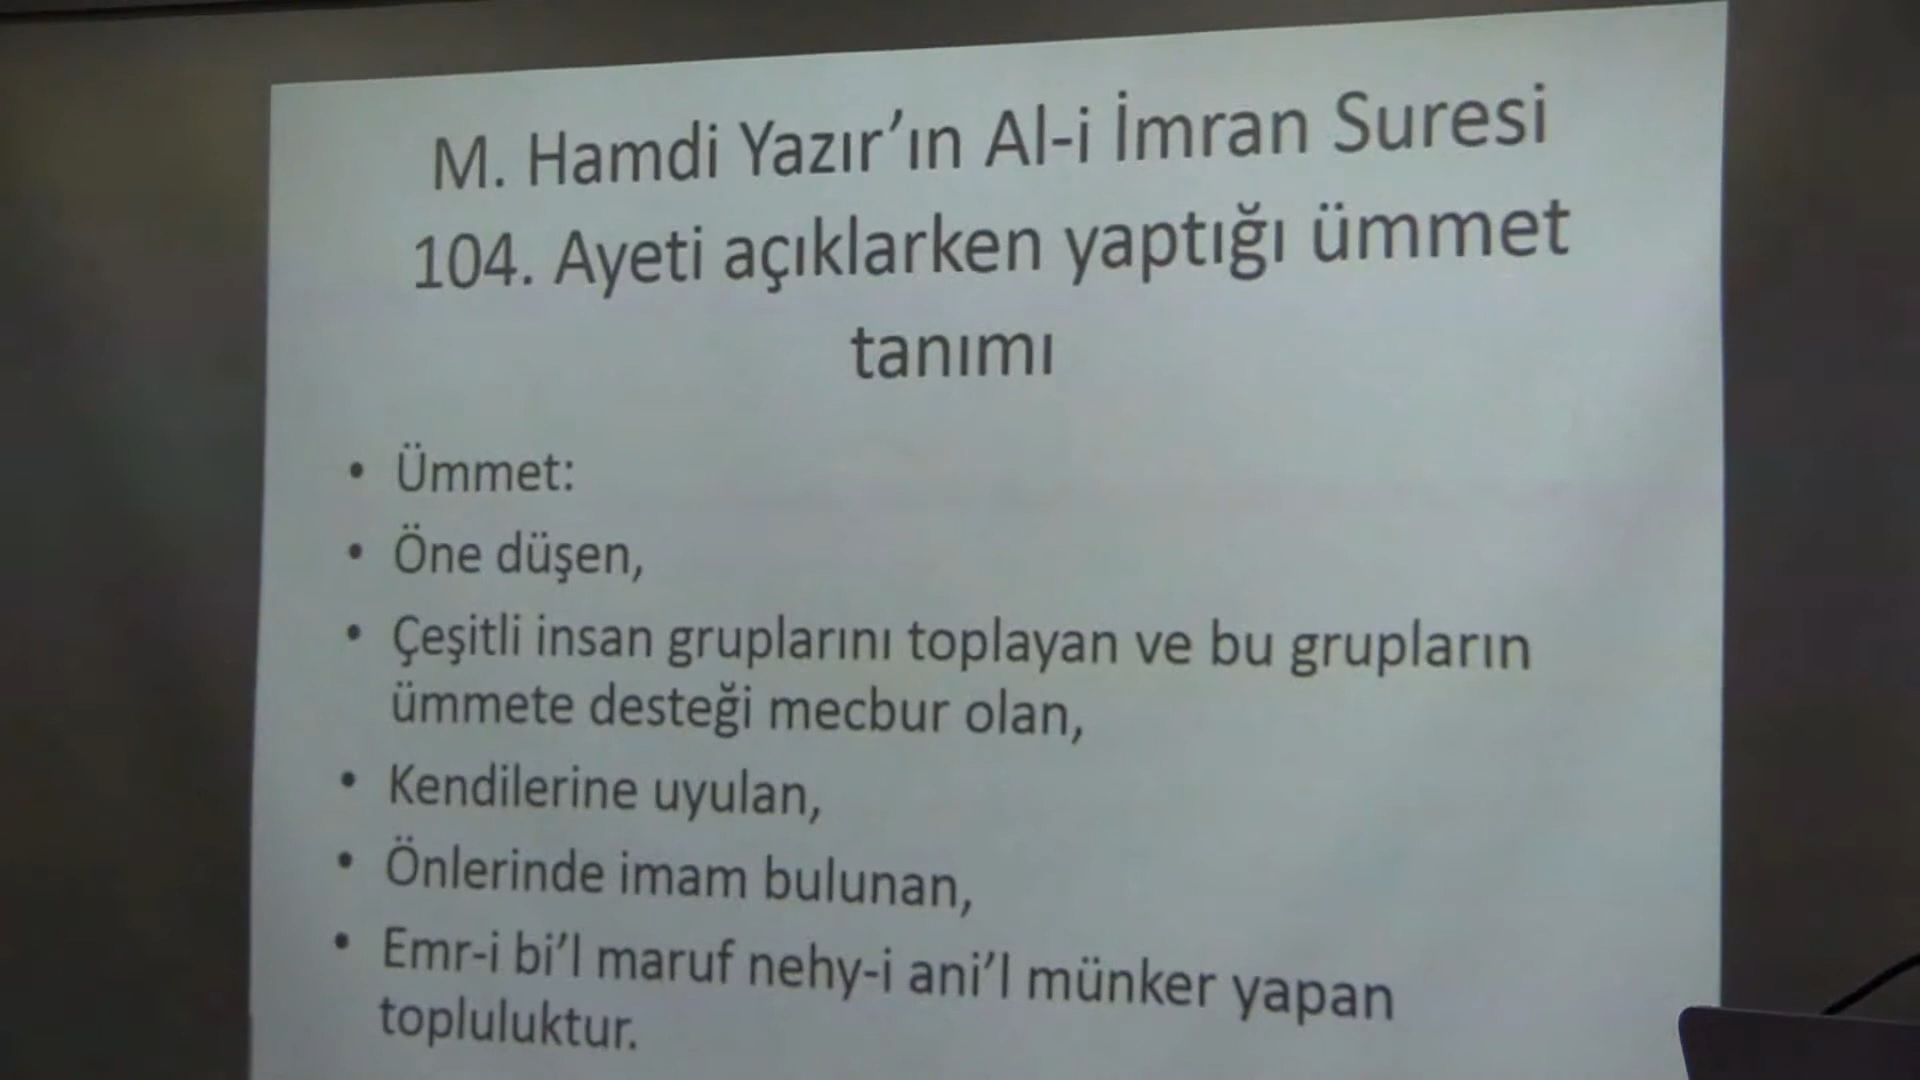 M. Hamdi Yazır’ın Al-i İmran Suresi
104. Ayeti açıklarken yaptığı ümmet
tanımı
• Ümmet:
• Öne düşen,
• Çeşitli insan gruplarını toplayan ve bu grupların
ümmete desteği mecbur olan,
• Kendilerine uyulan,
• Önlerinde imam bulunan,
• Emr-i bi’l maruf nehy-i ani’l münker yapan
topluluktur.